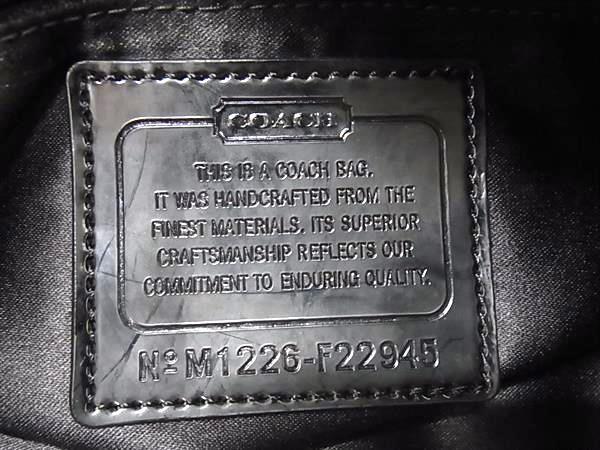 COACH
THIS IS A COACH BAG.
IT WAS HANDCRAFTED FROM THE
FINEST MATERIALS. ITS SUPERIOR
CRAFTSMANSHIP REFLECTS OUR
COMMITMENT TO ENDURING QUALITY.
Nº M1226-F22945